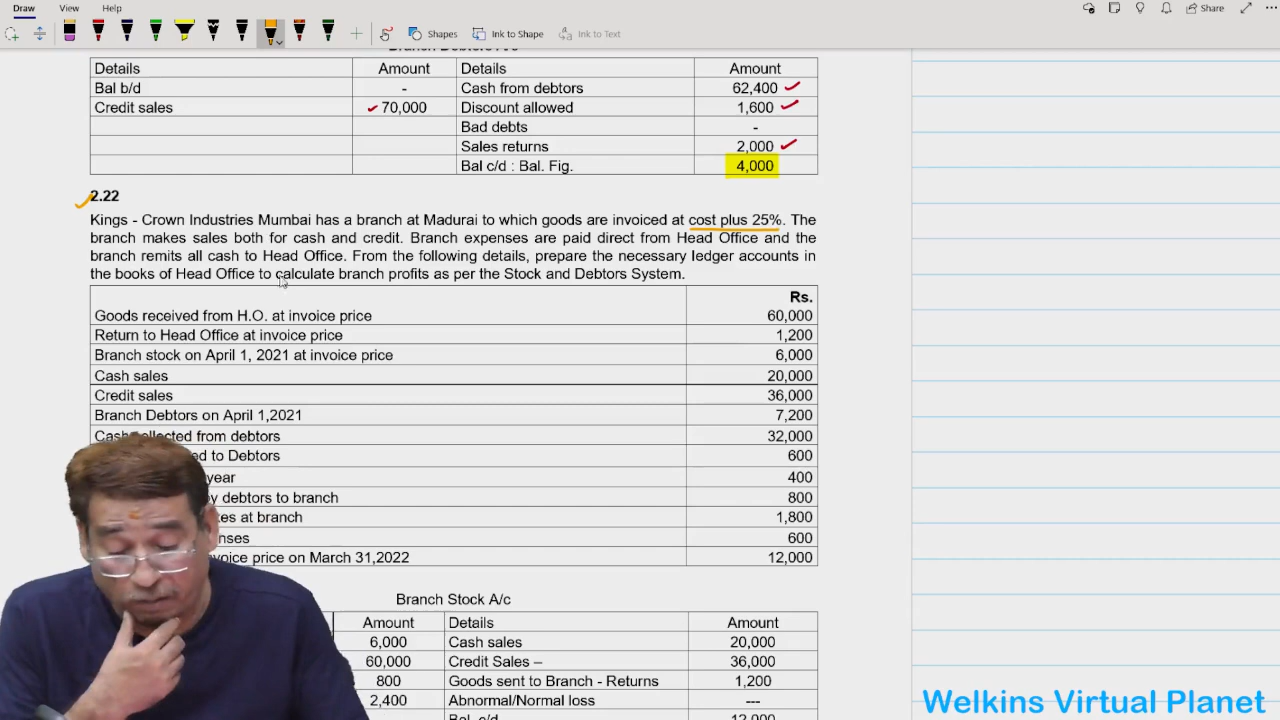 Draw View Help Share
Shapes Ink to Shape Ink to Text
Details Amount Details Amount
Bal b/d - Cash from debtors 62,400
Credit sales 70,000 Discount allowed 1,600
Bad debts -
Sales returns 2,000
Bal c/d : Bal. Fig. 4,000
2.22
Kings - Crown Industries Mumbai has a branch at Madurai to which goods are invoiced at cost plus 25%. The
branch makes sales both for cash and credit. Branch expenses are paid direct from Head Office and the
branch remits all cash to Head Office. From the following details, prepare the necessary ledger accounts in
the books of Head Office to calculate branch profits as per the Stock and Debtors System.
Rs.
Goods received from H.O. at invoice price 60,000
Return to Head Office at invoice price 1,200
Branch stock on April 1, 2021 at invoice price 6,000
Cash sales 20,000
Credit sales 36,000
Branch Debtors on April 1,2021 7,200
Cash collected from debtors 32,000
ed to Debtors 600
year 400
y debtors to branch 800
tes at branch 1,800
nses 600
voice price on March 31,2022 12,000
Branch Stock A/c
Amount Details Amount
6,000 Cash sales 20,000
60,000 Credit Sales – 36,000
800 Goods sent to Branch - Returns 1,200
2,400 Abnormal/Normal loss ---
Bal. c/d 12,000
Welkins Virtual Planet